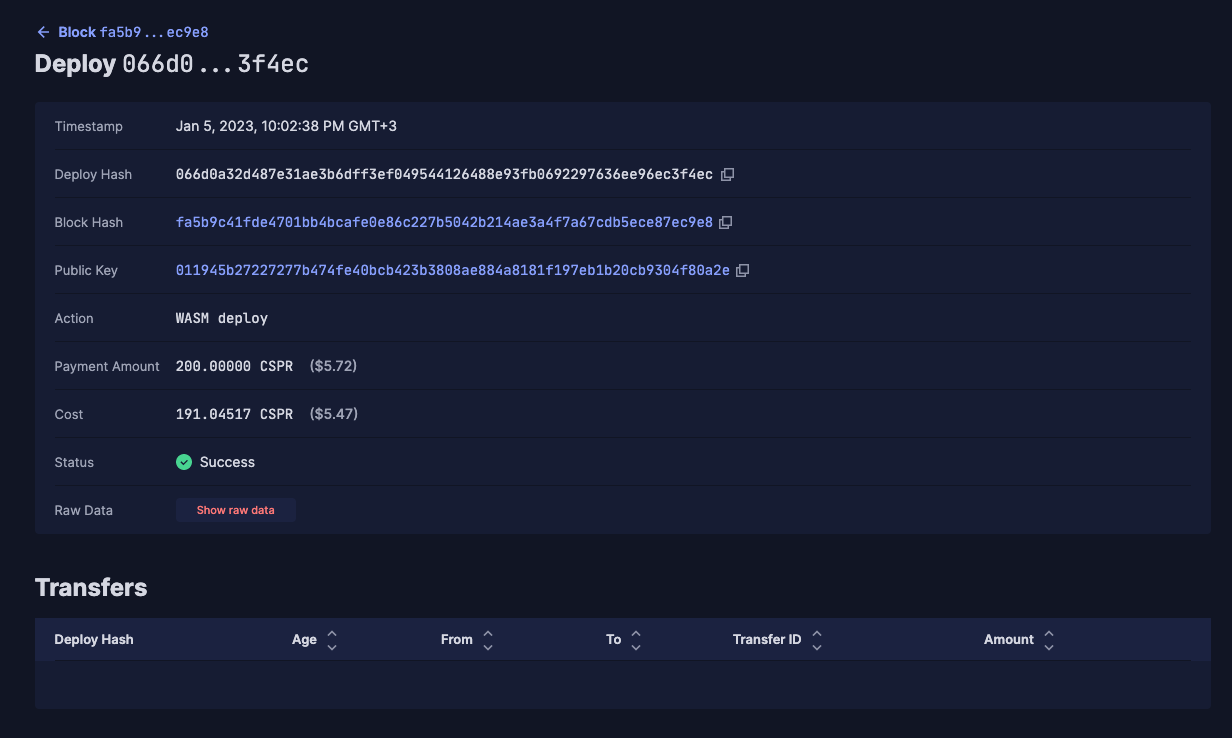 ← Block fa5b9...ec9e8
Deploy 066d0...3f4ec
Timestamp Jan 5, 2023, 10:02:38 PM GMT+3
Deploy Hash 066d0a32d487e31ae3b6dff3ef049544126488e93fb0692297636ee96ec3f4ec
Block Hash fa5b9c41fde4701bb4bcafe0e86c227b5042b214ae3a4f7a67cdb5ece87ec9e8
Public Key 011945b27227277b474fe40bcb423b3808ae884a8181f197eb1b20cb9304f80a2e
Action WASM deploy
Payment Amount 200.00000 CSPR ($5.72)
Cost 191.04517 CSPR ($5.47)
Status Success
Raw Data Show raw data
Transfers
Deploy Hash Age From To Transfer ID Amount